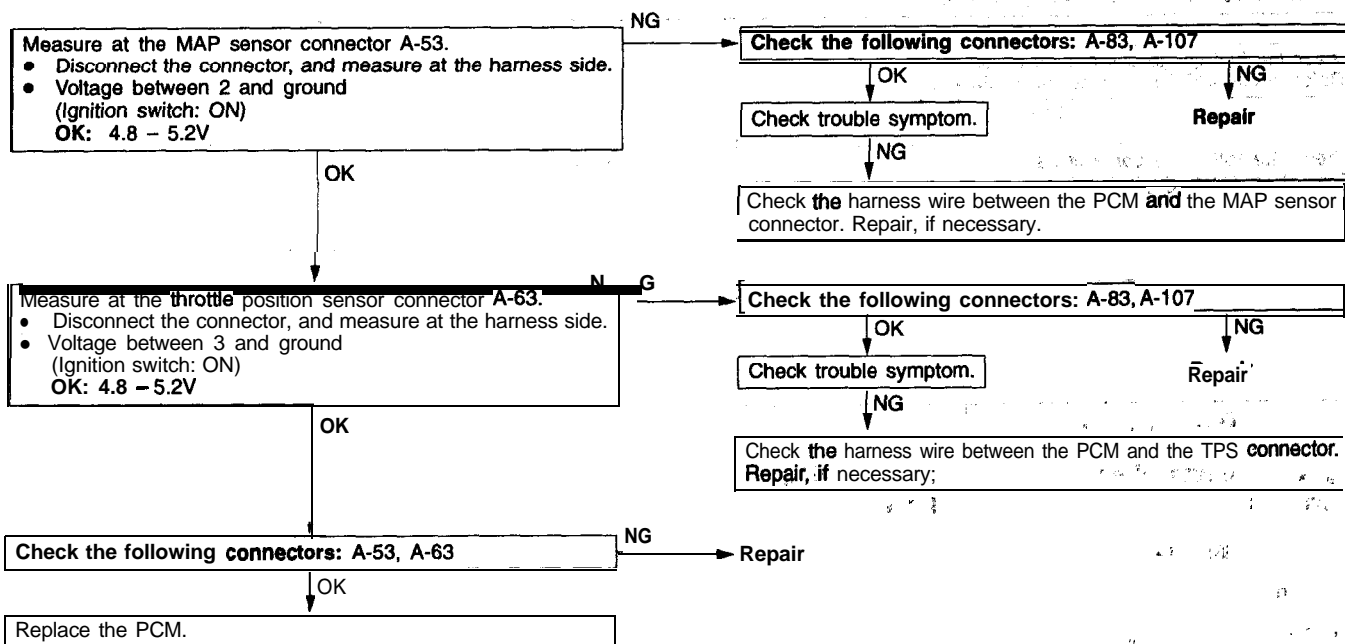 NG
Measure at the MAP sensor connector A-53.
● Disconnect the connector, and measure at the harness side.
● Voltage between 2 and ground
(Ignition switch: ON)
OK: 4.8 – 5.2V
Check the following connectors: A-83, A-107
OK
NG
Check trouble symptom.
Repair
NG
Check the harness wire between the PCM and the MAP sensor
connector. Repair, if necessary.
OK
N G
Measure at the throttle position sensor connector A-63.
● Disconnect the connector, and measure at the harness side.
● Voltage between 3 and ground
(Ignition switch: ON)
OK: 4.8 – 5.2V
Check the following connectors: A-83, A-107
OK
NG
Check trouble symptom.
Repair
NG
Check the harness wire between the PCM and the TPS connector.
Repair, if necessary;
OK
Check the following connectors: A-53, A-63
NG
Repair
OK
Replace the PCM.